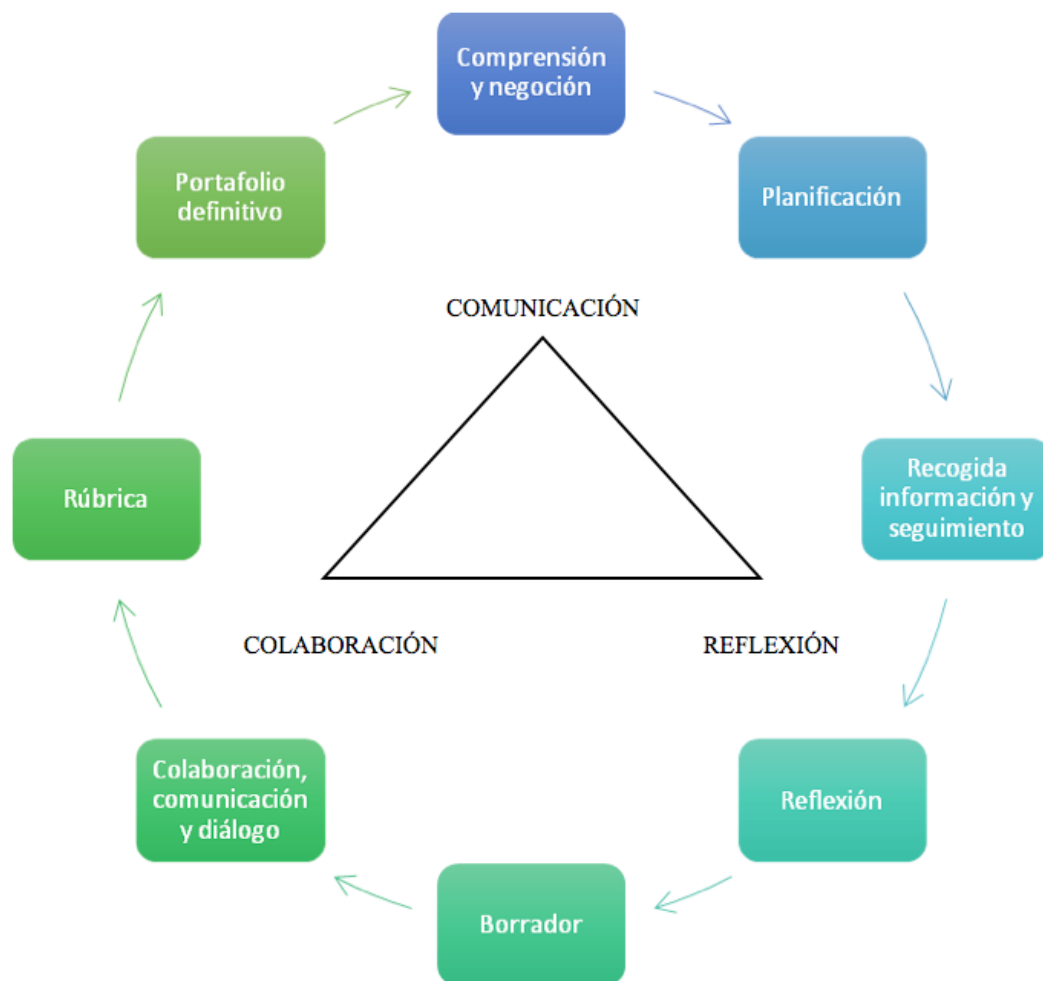 Comprensión
y negoción
Planificación
Recogida
información y
seguimiento
Reflexión
Borrador
Colaboración,
comunicación
y diálogo
Rúbrica
Portafolio
definitivo
COMUNICACIÓN
COLABORACIÓN
REFLEXIÓN